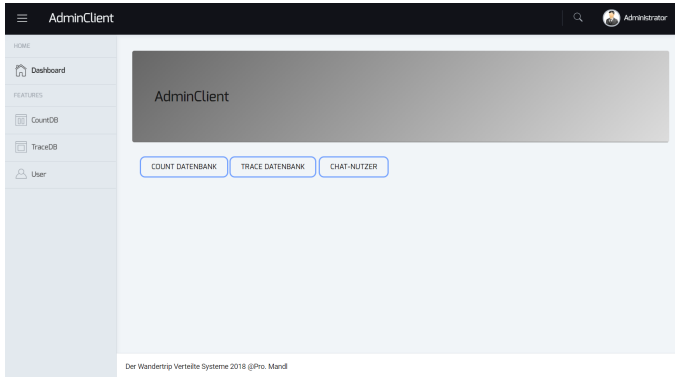 AdminClient
Administrator
HOME
Dashboard
FEATURES
CountDB
TraceDB
User
AdminClient
COUNT DATENBANK
TRACE DATENBANK
CHAT-NUTZER
Der Wandertrip Verteilte Systeme 2018 @Pro. Mandl